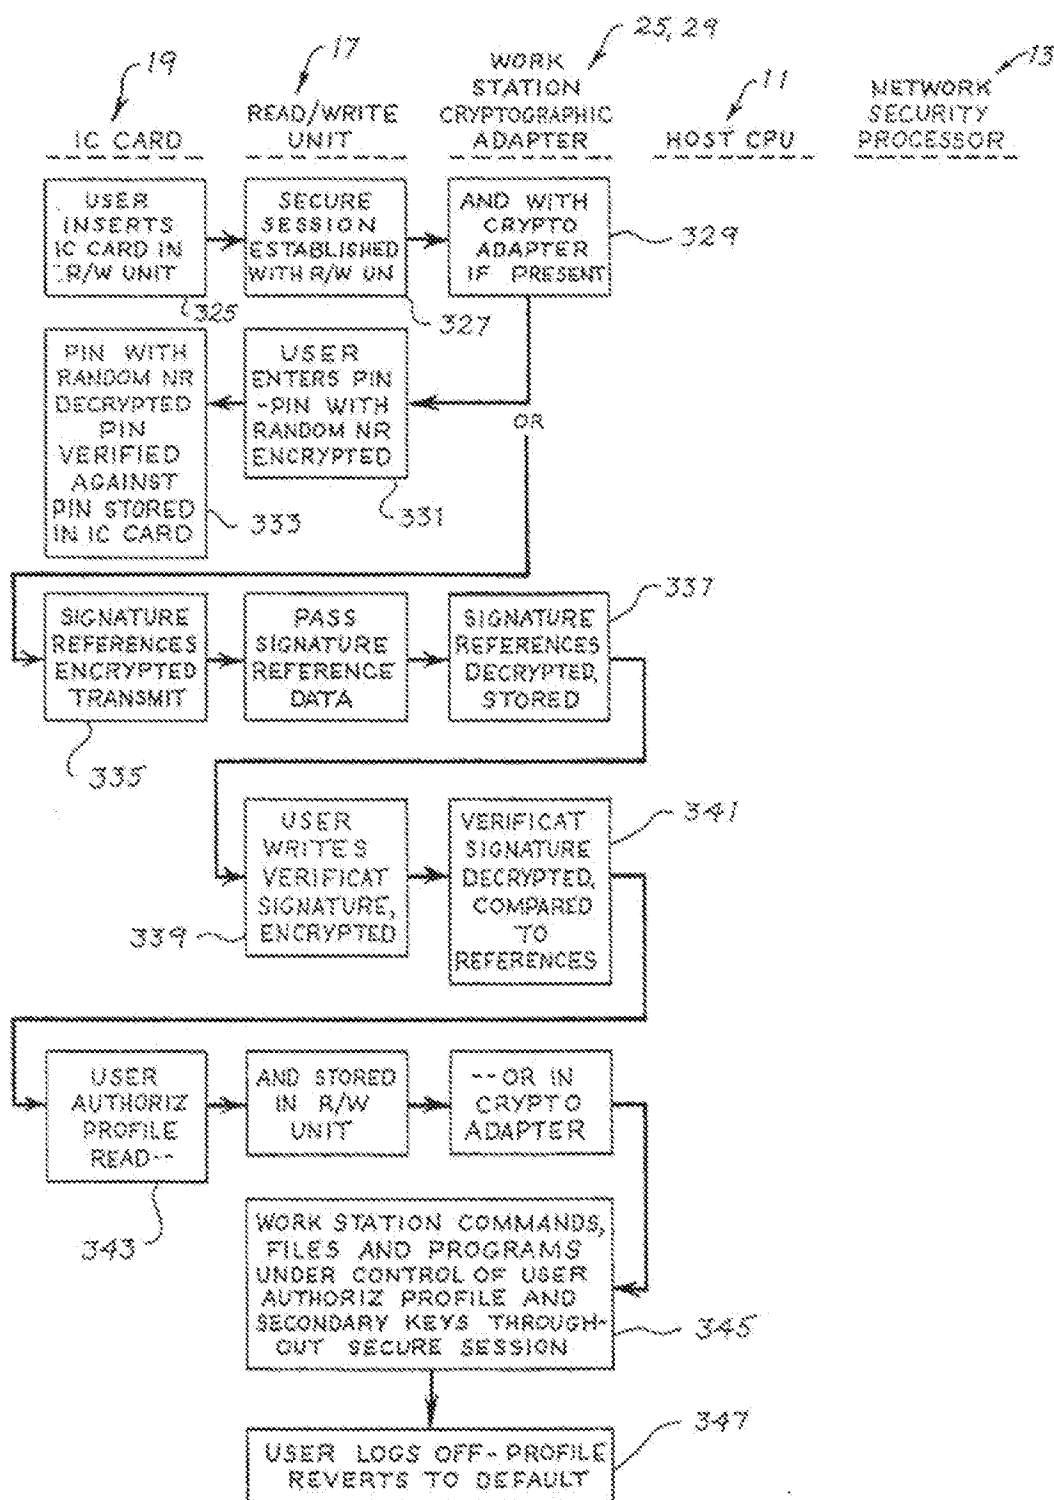 19
IC CARD
17
READ/WRITE
UNIT
25, 29
WORK
STATION
CRYPTOGRAPHIC
ADAPTER
11
HOST CPU
13
NETWORK
SECURITY
PROCESSOR
USER
INSERTS
IC CARD IN
R/W UNIT
325
SECURE
SESSION
ESTABLISHED
WITH R/W UN
327
AND WITH
CRYPTO
ADAPTER
IF PRESENT
329
PIN WITH
RANDOM NR
DECRYPTED
PIN
VERIFIED
AGAINST
PIN STORED
IN IC CARD
333
USER
ENTERS PIN
-PIN WITH
RANDOM NR
ENCRYPTED
331
OR
SIGNATURE
REFERENCES
ENCRYPTED
TRANSMIT
335
PASS
SIGNATURE
REFERENCE
DATA
SIGNATURE
REFERENCES
DECRYPTED,
STORED
337
USER
WRITES
VERIFICAT
SIGNATURE,
ENCRYPTED
339
VERIFICAT
SIGNATURE
DECRYPTED,
COMPARED
TO
REFERENCES
341
USER
AUTHORIZ
PROFILE
READ--
343
AND STORED
IN R/W
UNIT
--OR IN
CRYPTO
ADAPTER
WORK STATION COMMANDS,
FILES AND PROGRAMS
UNDER CONTROL OF USER
AUTHORIZ PROFILE AND
SECONDARY KEYS THROUGH-
OUT SECURE SESSION
345
USER LOGS OFF-PROFILE
REVERTS TO DEFAULT
347